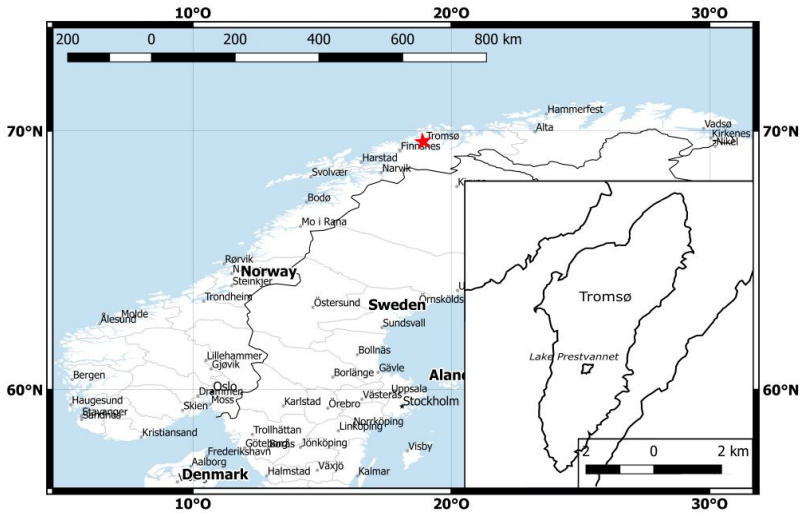 10°O 20°O 30°O
200 0 200 400 600 800 km
Hammerfest
70°N 70°N
Tromsø
Alta
Vadsø
Kirkenes
Nikel
Finnsnes
Harstad
Narvik
Svolvær
Bodø
Mo i Rana
Rørvik
Norway
Steinkjer
Trondheim
Östersund
Sweden
Örnskölds
Sundsvall
Molde
Ålesund
Tromsø
Lake Prestvannet
Lillehammer
Gjøvik
Bollnäs
Borlänge
Gävle
Bergen
60°N 60°N
Oslo
Drammen
Moss
Uppsala
Västerås
Stockholm
Haugesund
Stavanger
Sandnes
Skien
Karlstad
Örebro
Norrköping
Linköping
Kristiansand
Trollhättan
Göteborg
Borås
Jönköping
Visby
Frederikshavn
Aalborg
Denmark
Halmstad
Växjö
Kalmar
2 0 2 km
10°O 20°O 30°O